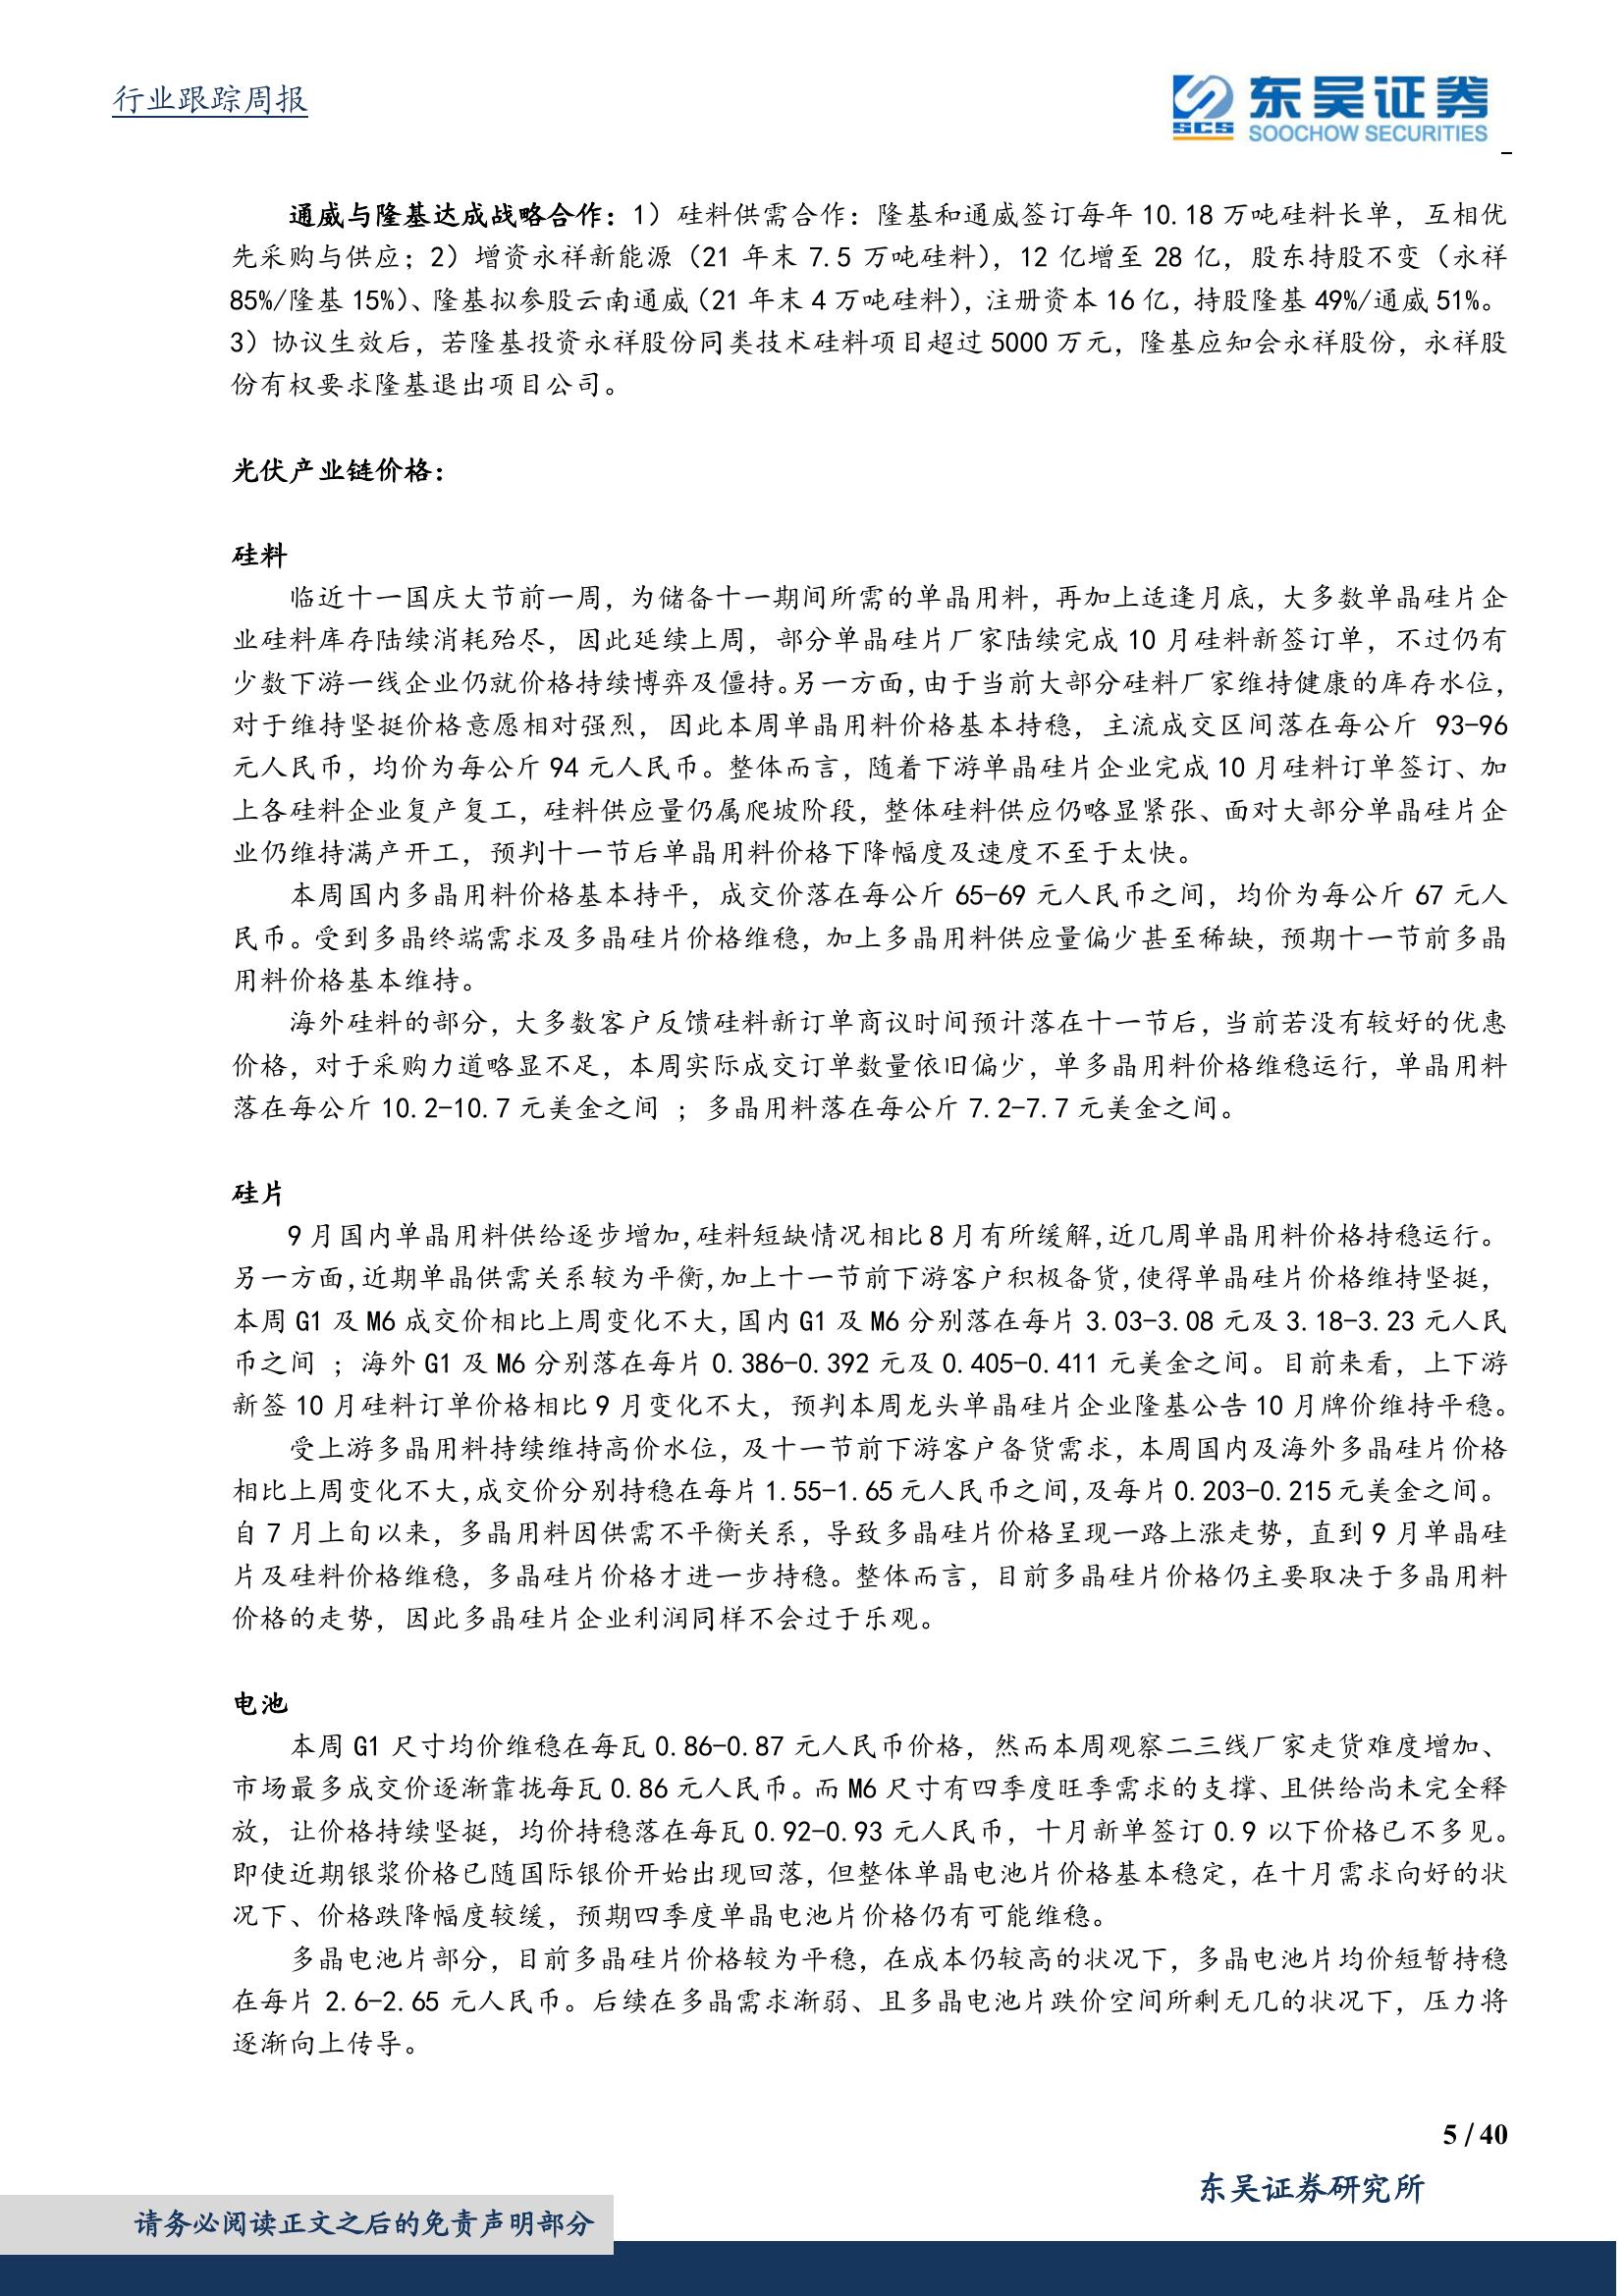 行业跟踪周报
东吴证券
SCS
SOOCHOW SECURITIES
通威与隆基达成战略合作：1）硅料供需合作：隆基和通威签订每年 10.18 万吨硅料长单，互相优
先采购与供应；2）增资永祥新能源（21 年末 7.5 万吨硅料），12 亿增至 28 亿，股东持股不变（永祥
85%/隆基 15%）、隆基拟参股云南通威（21 年末 4 万吨硅料），注册资本 16 亿，持股隆基 49%/通威 51%。
3）协议生效后，若隆基投资永祥股份同类技术硅料项目超过 5000 万元，隆基应知会永祥股份，永祥股
份有权要求隆基退出项目公司。
光伏产业链价格：
硅料
临近十一国庆大节前一周，为储备十一期间所需的单晶用料，再加上适逢月底，大多数单晶硅片企
业硅料库存陆续消耗殆尽，因此延续上周，部分单晶硅片厂家陆续完成 10 月硅料新签订单，不过仍有
少数下游一线企业仍就价格持续博弈及僵持。另一方面，由于当前大部分硅料厂家维持健康的库存水位，
对于维持坚挺价格意愿相对强烈，因此本周单晶用料价格基本持稳，主流成交区间落在每公斤 93-96
元人民币，均价为每公斤 94 元人民币。整体而言，随着下游单晶硅片企业完成 10 月硅料订单签订、加
上各硅料企业复产复工，硅料供应量仍属爬坡阶段，整体硅料供应仍略显紧张、面对大部分单晶硅片企
业仍维持满产开工，预判十一节后单晶用料价格下降幅度及速度不至于太快。
本周国内多晶用料价格基本持平，成交价落在每公斤 65-69 元人民币之间，均价为每公斤 67 元人
民币。受到多晶终端需求及多晶硅片价格维稳，加上多晶用料供应量偏少甚至稀缺，预期十一节前多晶
用料价格基本维持。
海外硅料的部分，大多数客户反馈硅料新订单商议时间预计落在十一节后，当前若没有较好的优惠
价格，对于采购力道略显不足，本周实际成交订单数量依旧偏少，单多晶用料价格维稳运行，单晶用料
落在每公斤 10.2-10.7 元美金之间 ；多晶用料落在每公斤 7.2-7.7 元美金之间。
硅片
9 月国内单晶用料供给逐步增加，硅料短缺情况相比 8 月有所缓解，近几周单晶用料价格持稳运行。
另一方面，近期单晶供需关系较为平衡，加上十一节前下游客户积极备货，使得单晶硅片价格维持坚挺，
本周 G1 及 M6 成交价相比上周变化不大，国内 G1 及 M6 分别落在每片 3.03-3.08 元及 3.18-3.23 元人民
币之间 ；海外 G1 及 M6 分别落在每片 0.386-0.392 元及 0.405-0.411 元美金之间。目前来看，上下游
新签 10 月硅料订单价格相比 9 月变化不大，预判本周龙头单晶硅片企业隆基公告 10 月牌价维持平稳。
受上游多晶用料持续维持高价水位，及十一节前下游客户备货需求，本周国内及海外多晶硅片价格
相比上周变化不大，成交价分别持稳在每片 1.55-1.65 元人民币之间，及每片 0.203-0.215 元美金之间。
自 7 月上旬以来，多晶用料因供需不平衡关系，导致多晶硅片价格呈现一路上涨走势，直到 9 月单晶硅
片及硅料价格维稳，多晶硅片价格才进一步持稳。整体而言，目前多晶硅片价格仍主要取决于多晶用料
价格的走势，因此多晶硅片企业利润同样不会过于乐观。
电池
本周 G1 尺寸均价维稳在每瓦 0.86-0.87 元人民币价格，然而本周观察二三线厂家走货难度增加、
市场最多成交价逐渐靠拢每瓦 0.86 元人民币。而 M6 尺寸有四季度旺季需求的支撑、且供给尚未完全释
放，让价格持续坚挺，均价持稳落在每瓦 0.92-0.93 元人民币，十月新单签订 0.9 以下价格已不多见。
即使近期银浆价格已随国际银价开始出现回落，但整体单晶电池片价格基本稳定，在十月需求向好的状
况下、价格跌降幅度较缓，预期四季度单晶电池片价格仍有可能维稳。
多晶电池片部分，目前多晶硅片价格较为平稳，在成本仍较高的状况下，多晶电池片均价短暂持稳
在每片 2.6-2.65 元人民币。后续在多晶需求渐弱、且多晶电池片跌价空间所剩无几的状况下，压力将
逐渐向上传导。
5 / 40
东吴证券研究所
请务必阅读正文之后的免责声明部分